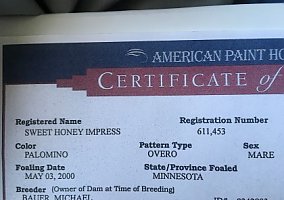 AMERICAN PAINT HO
CERTIFICATE of
Registered Name Registration Number
SWEET HONEY IMPRESS 611,453
Color Pattern Type Sex
PALOMINO OVERO MARE
Foaling Date State/Province Foaled
MAY 03, 2000 MINNESOTA
Breeder (Owner of Dam at Time of Breeding)
BAUER, MICHAEL